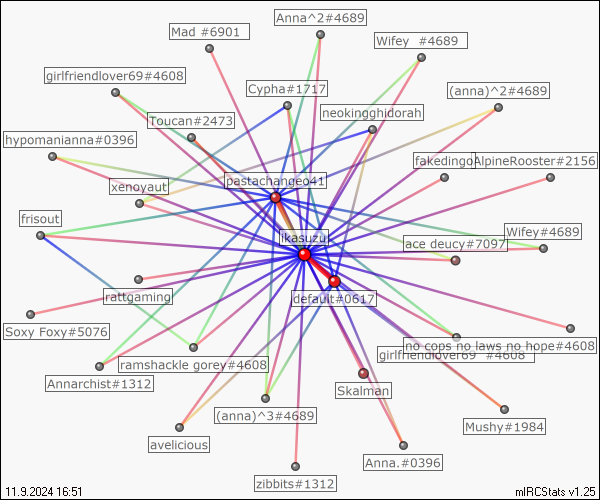 Anna^2#4689
Mad #6901
Wifey  #4689
girlfriendlover69#4608
Cypha#1717
(anna)^2#4689
neokingghidorah
Toucan#2473
hypomanianna#0396
fakedingo
AlpineRooster#2156
pastachangeo41
xenoyaut
frisout
Wifey#4689
ikasuzu
ace deucy#7097
rattgaming
default#0617
Soxy Foxy#5076
no cops no laws no hope#4608
girlfriendlover69  #4608
ramshackle gorey#4608
Annarchist#1312
Skalman
(anna)^3#4689
Mushy#1984
avelicious
Anna.#0396
zibbits#1312
11.9.2024 16:51
mIRCStats v1.25